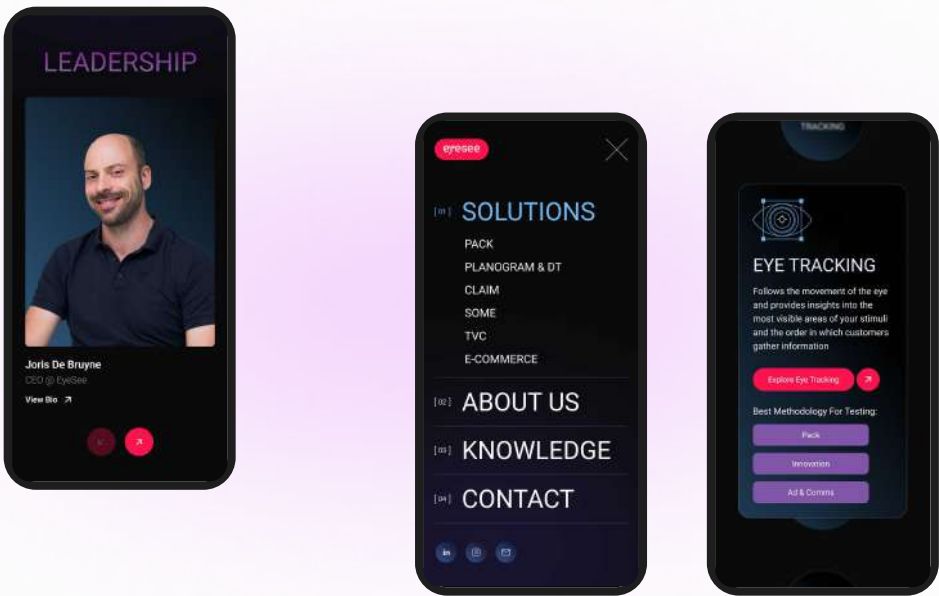 LEADERSHIP
Joris De Bruyne
CEO @ EyeSee
View Bio
eyesee
[01] SOLUTIONS
PACK
PLANOGRAM & DT
CLAIM
SOME
TVC
E-COMMERCE
[02] ABOUT US
[03] KNOWLEDGE
[04] CONTACT
in
TRACKING
EYE TRACKING
Follows the movement of the eye
and provides insights into the
most visible areas of your stimuli
and the order in which customers
gather information
Explore Eye Tracking
Best Methodology For Testing:
Pack
Innovation
Ad & Comms